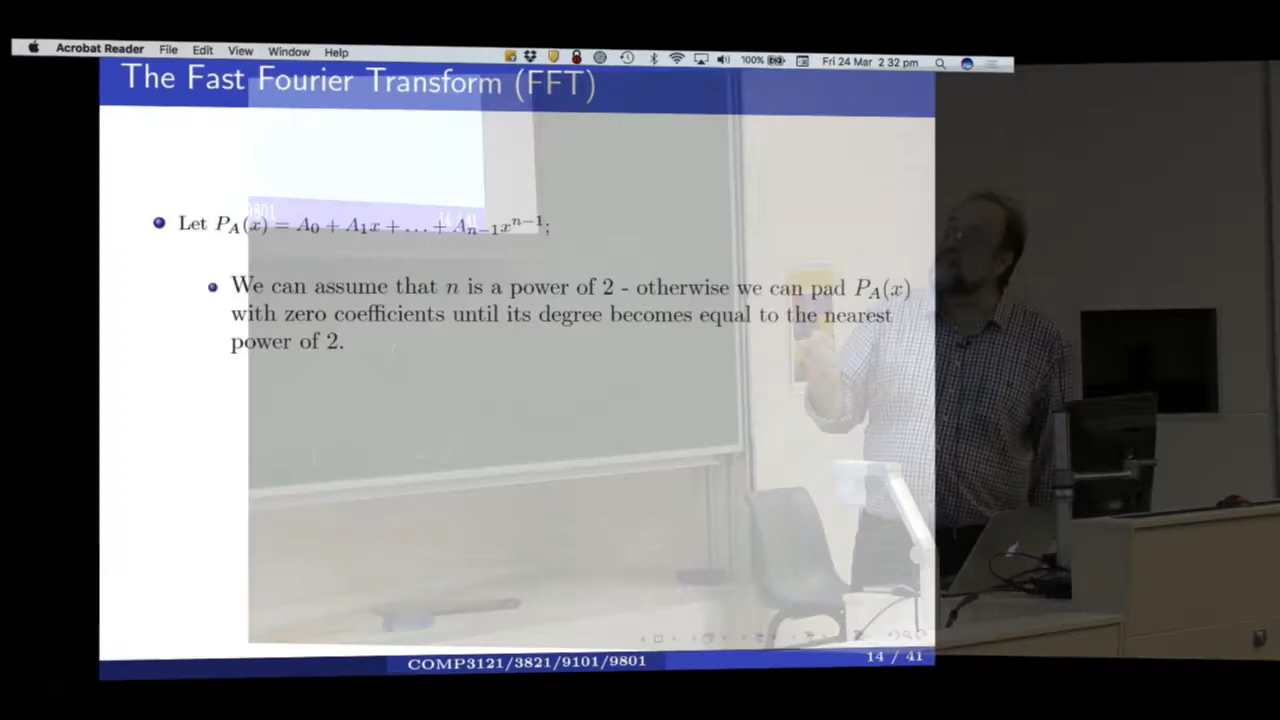 Acrobat Reader File Edit View Window Help 100% Fri 24 Mar 2 32 pm
The Fast Fourier Transform (FFT)
9801 14 / 41
Let P_A(x) = A_0 + A_1x + … + A_{n−1}x^{n−1};
We can assume that n is a power of 2 - otherwise we can pad P_A(x)
with zero coefficients until its degree becomes equal to the nearest
power of 2.
COMP3121/3821/9101/9801 14 / 41